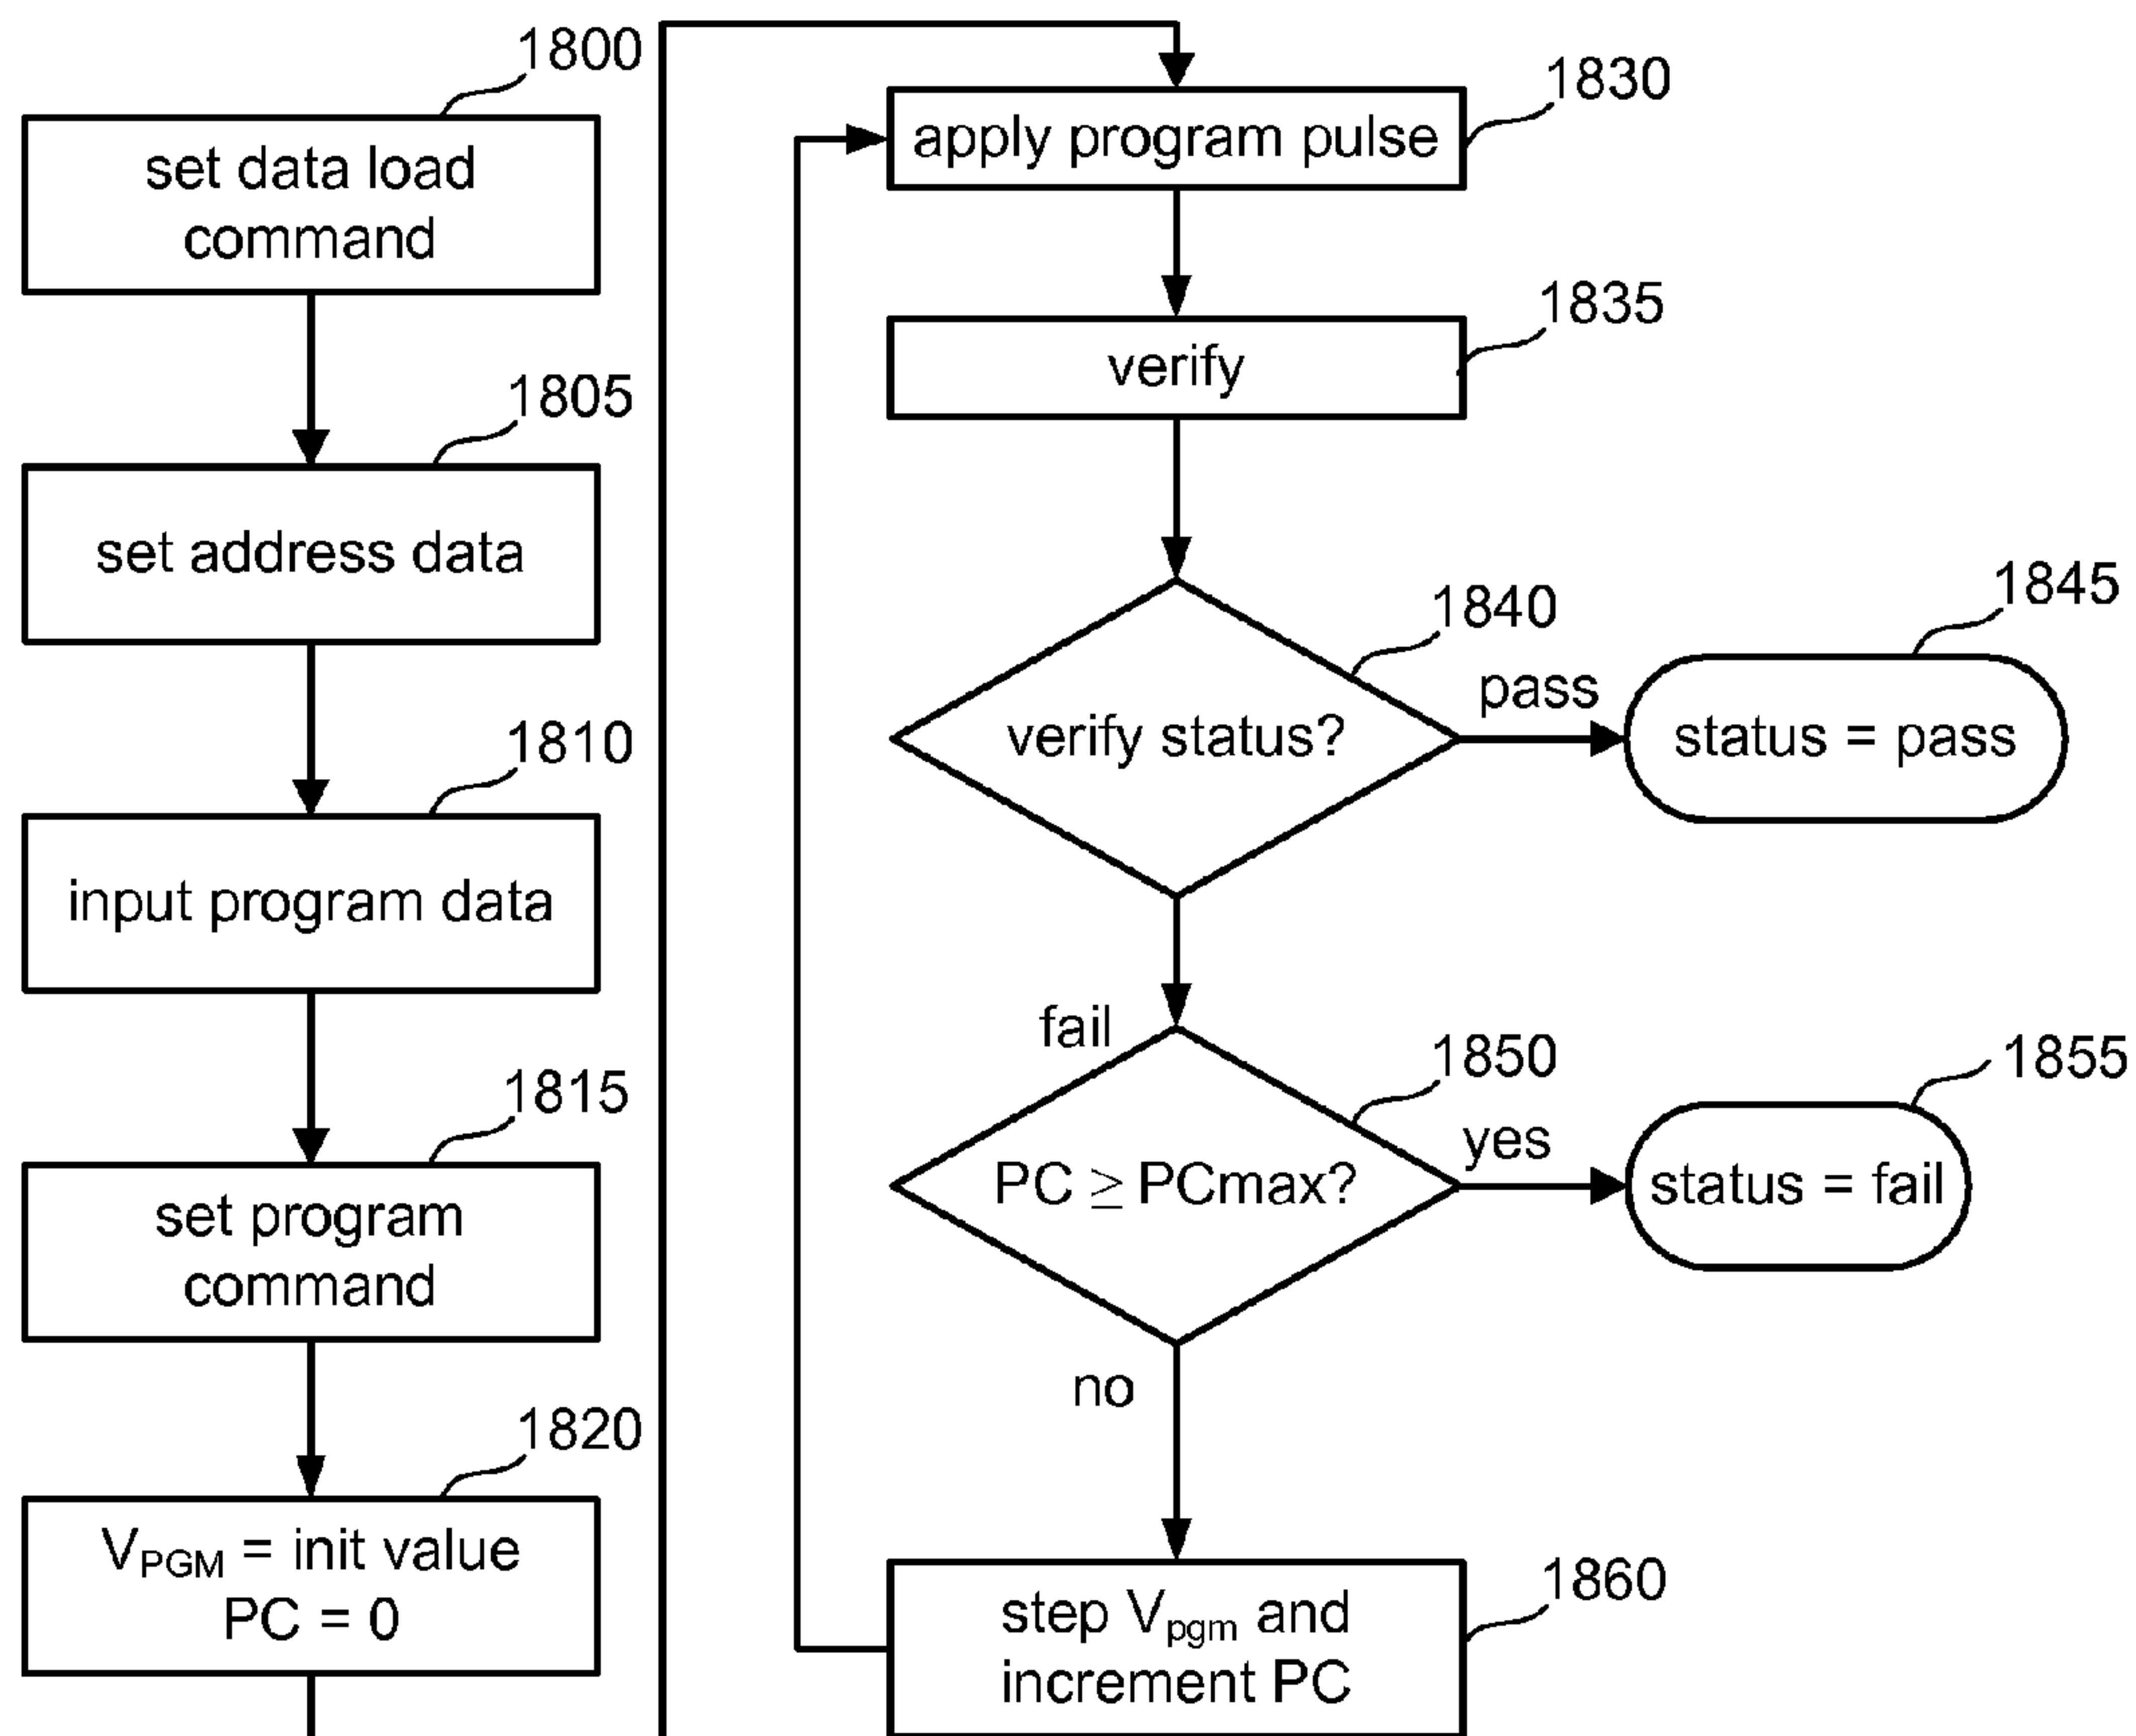 1800
set data load
command
1805
set address data
1810
input program data
1815
set program
command
1820
V_PGM = init value
PC = 0
1830
apply program pulse
1835
verify
1840
verify status?
pass
1845
status = pass
fail
1850
PC ≥ PCmax?
yes
1855
status = fail
no
1860
step V_pgm and
increment PC